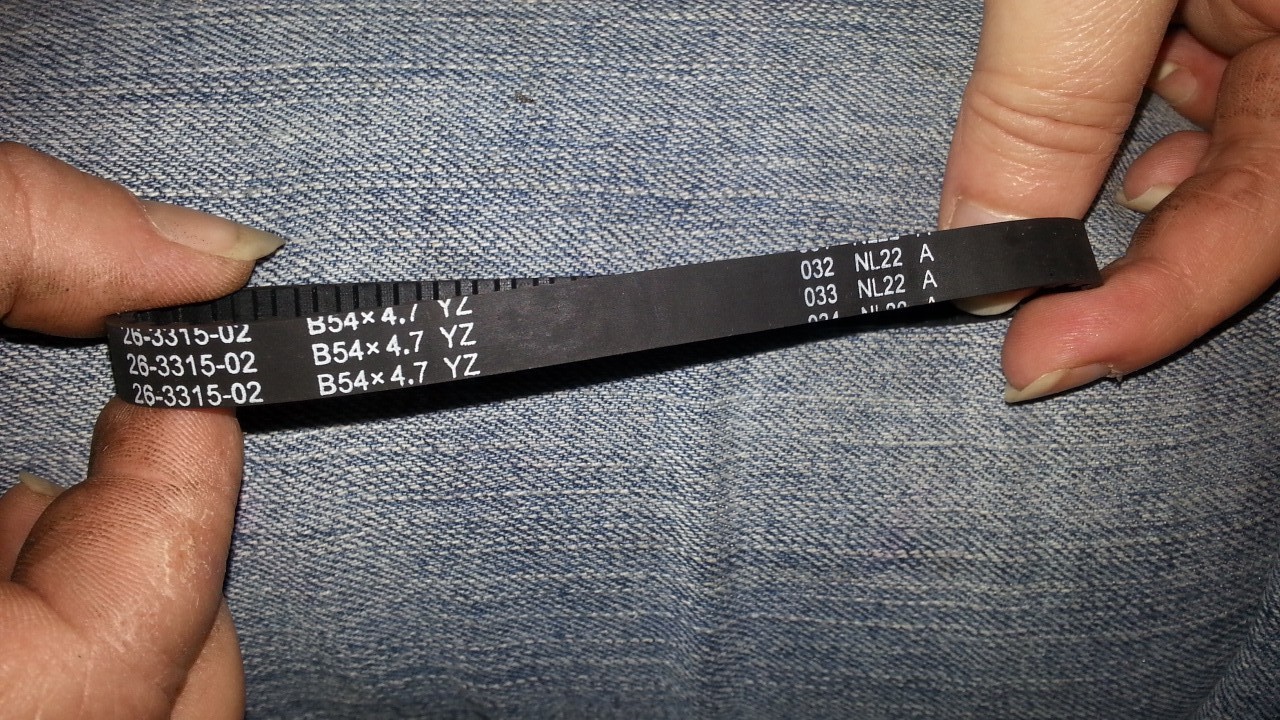 26-3315-02 B54×4.7 YZ
26-3315-02 B54×4.7 YZ 032 NL22 A
26-3315-02 B54×4.7 YZ 033 NL22 A